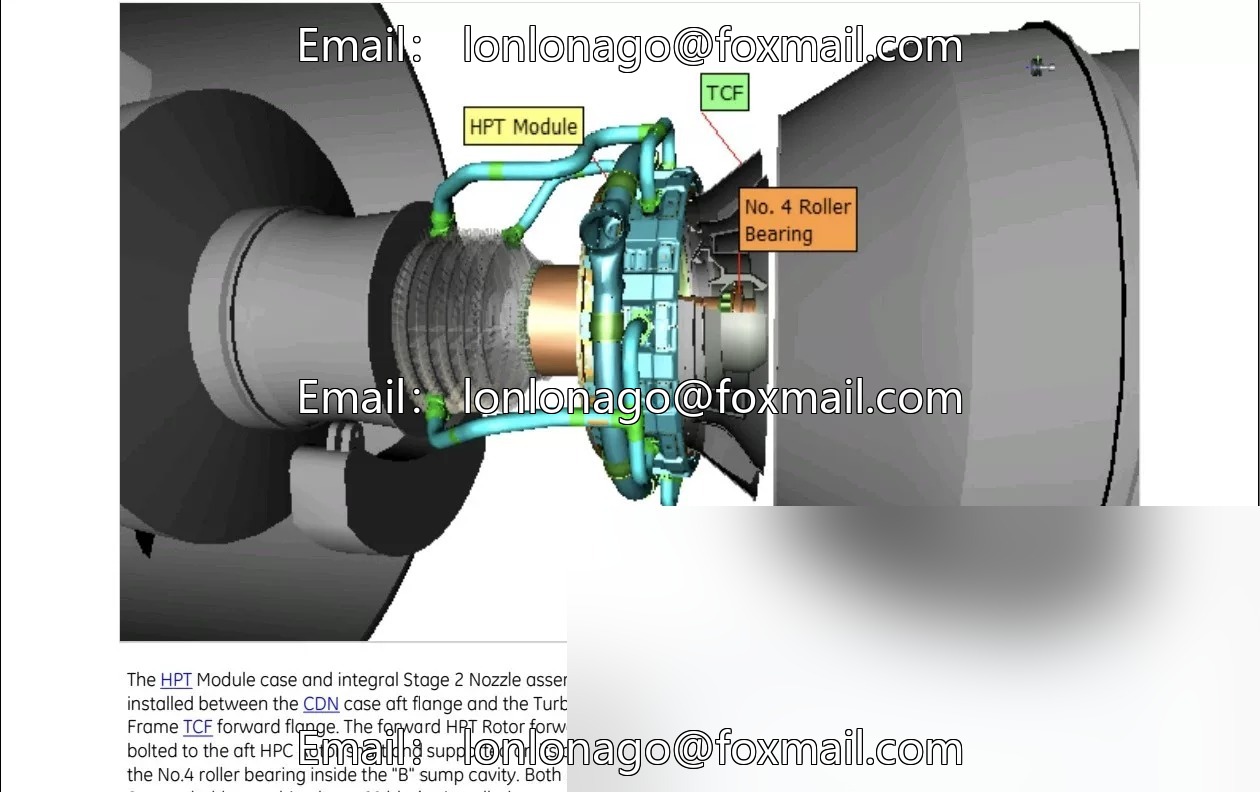 Email: lonlonago@foxmail.com
TCF
HPT Module
No. 4 Roller
Bearing
Email: lonlonago@foxmail.com
The HPT Module case and integral Stage 2 Nozzle
installed between the CDN case aft flange and the
Frame TCF forward flange. The forward HPT Rotor
bolted to the aft HPC
Email: lonlonago@foxmail.com
the No.4 roller bearing inside the "B" sump cavity. Both